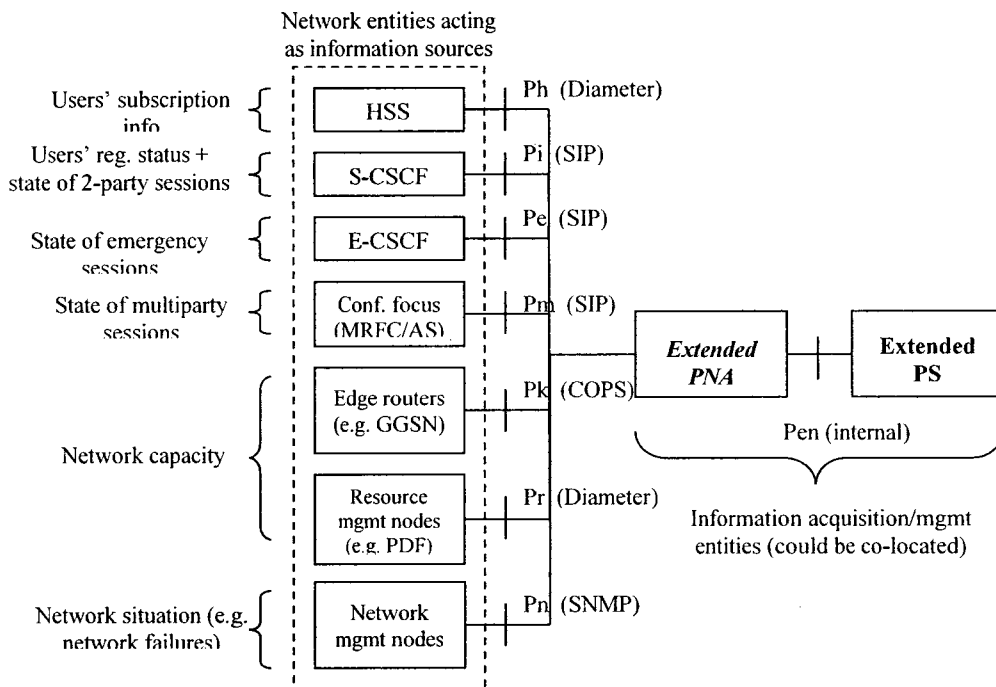 Network entities acting
as information sources
Users' subscription
info
HSS
Ph (Diameter)
Users' reg. status +
state of 2-party sessions
S-CSCF
Pi (SIP)
State of emergency
sessions
E-CSCF
Pe (SIP)
State of multiparty
sessions
Conf. focus
(MRFC/AS)
Pm (SIP)
Extended
PNA
Extended
PS
Pen (internal)
Information acquisition/mgmt
entities (could be co-located)
Network capacity
Edge routers
(e.g. GGSN)
Pk (COPS)
Resource
mgmt nodes
(e.g. PDF)
Pr (Diameter)
Network situation (e.g.
network failures)
Network
mgmt nodes
Pn (SNMP)